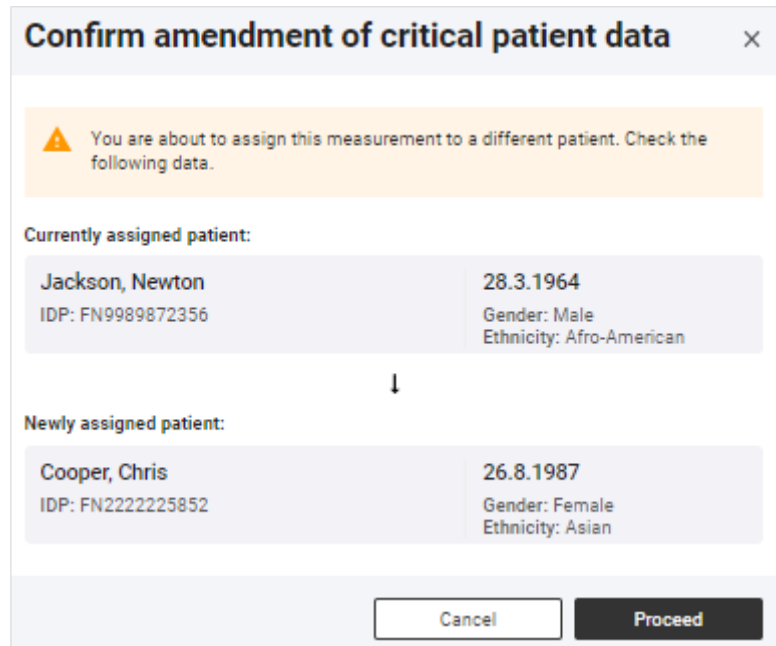 Confirm amendment of critical patient data
You are about to assign this measurement to a different patient. Check the
following data.
Currently assigned patient:
Jackson, Newton
IDP: FN9989872356
28.3.1964
Gender: Male
Ethnicity: Afro-American
Newly assigned patient:
Cooper, Chris
IDP: FN2222225852
26.8.1987
Gender: Female
Ethnicity: Asian
Cancel
Proceed